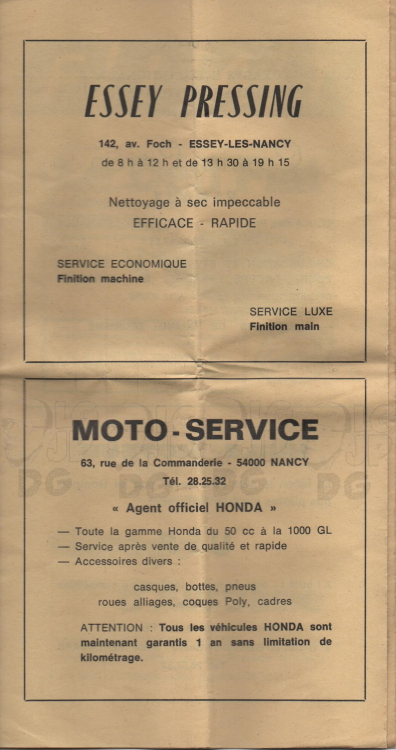 ESSEY PRESSING
142, av. Foch - ESSEY-LES-NANCY
de 8 h à 12 h et de 13 h 30 à 19 h 15
Nettoyage à sec impeccable
EFFICACE - RAPIDE
SERVICE ECONOMIQUE
Finition machine
SERVICE LUXE
Finition main
MOTO-SERVICE
63, rue de la Commanderie - 54000 NANCY
Tél. 28.25.32
« Agent officiel HONDA »
— Toute la gamme Honda du 50 cc à la 1000 GL
— Service après vente de qualité et rapide
— Accessoires divers :
casques, bottes, pneus
roues alliages, coques Poly, cadres
ATTENTION : Tous les véhicules HONDA sont
maintenant garantis 1 an sans limitation de
kilométrage.